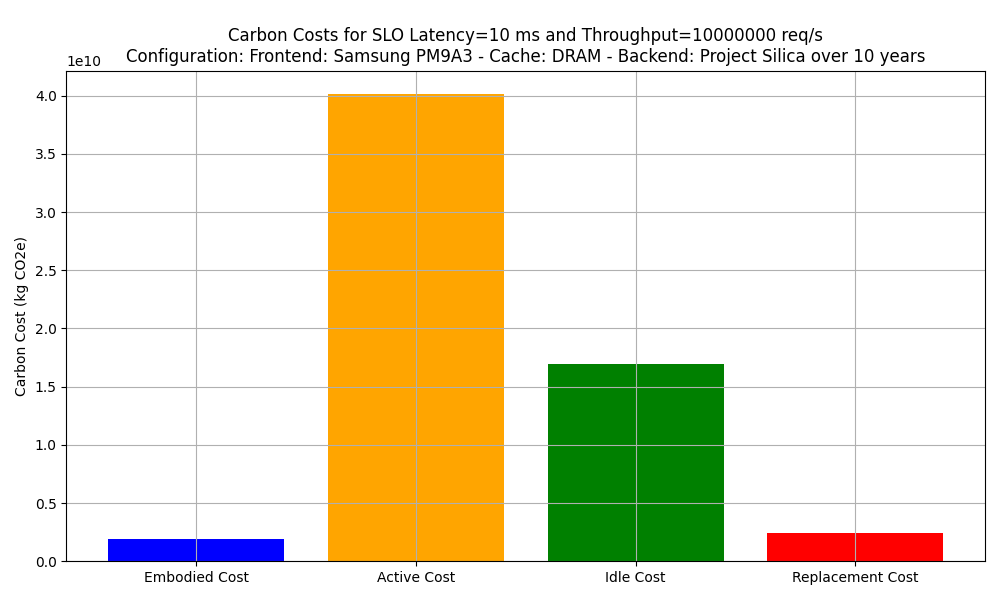 Carbon Costs for SLO Latency=10 ms and Throughput=10000000 req/s
Configuration: Frontend: Samsung PM9A3 - Cache: DRAM - Backend: Project Silica over 10 years
1e10
4.0
3.5
3.0
2.5
2.0
1.5
1.0
0.5
0.0
Carbon Cost (kg CO2e)
Embodied Cost
Active Cost
Idle Cost
Replacement Cost